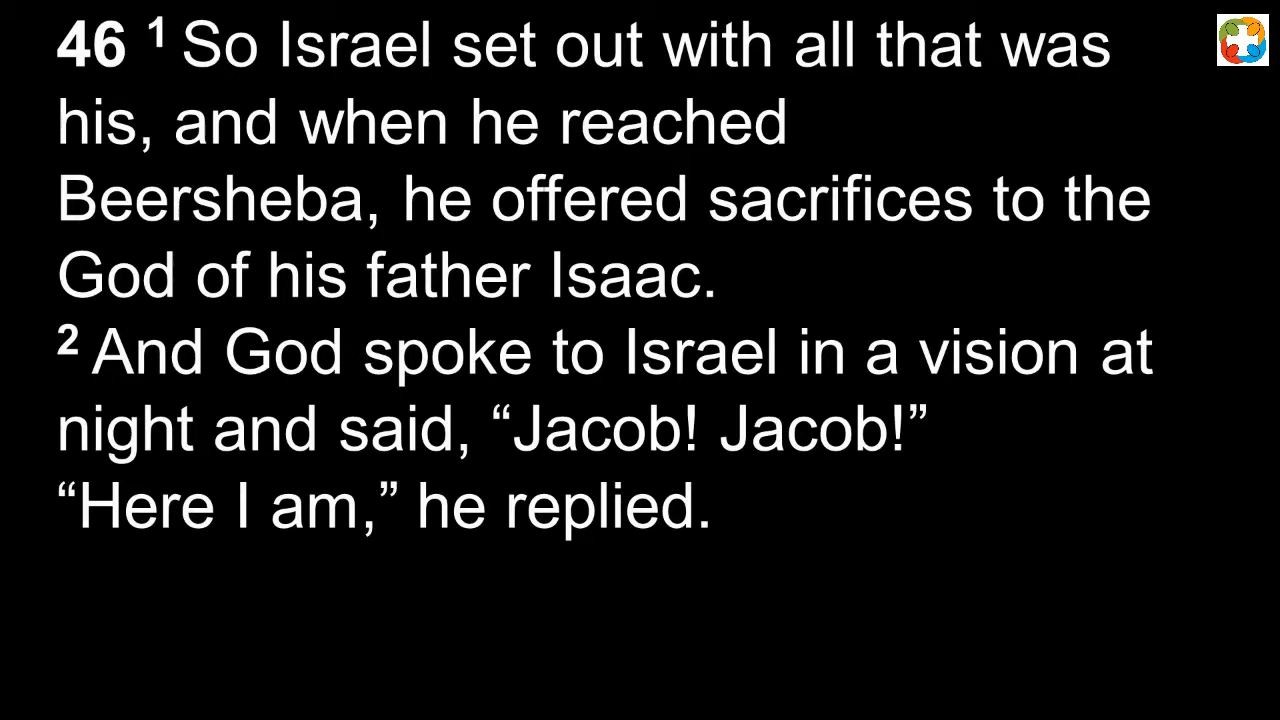 46 1 So Israel set out with all that was
his, and when he reached
Beersheba, he offered sacrifices to the
God of his father Isaac.
2 And God spoke to Israel in a vision at
night and said, “Jacob! Jacob!”
“Here I am,” he replied.